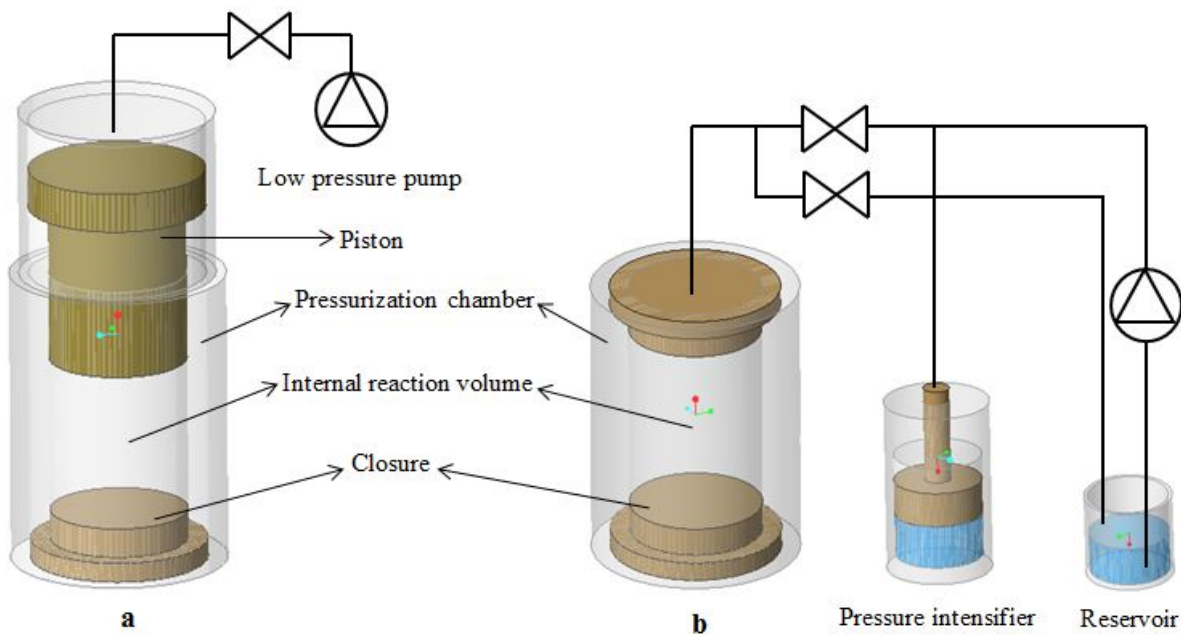 Low pressure pump
Piston
Pressurization chamber
Internal reaction volume
Closure
a
b
Pressure intensifier
Reservoir